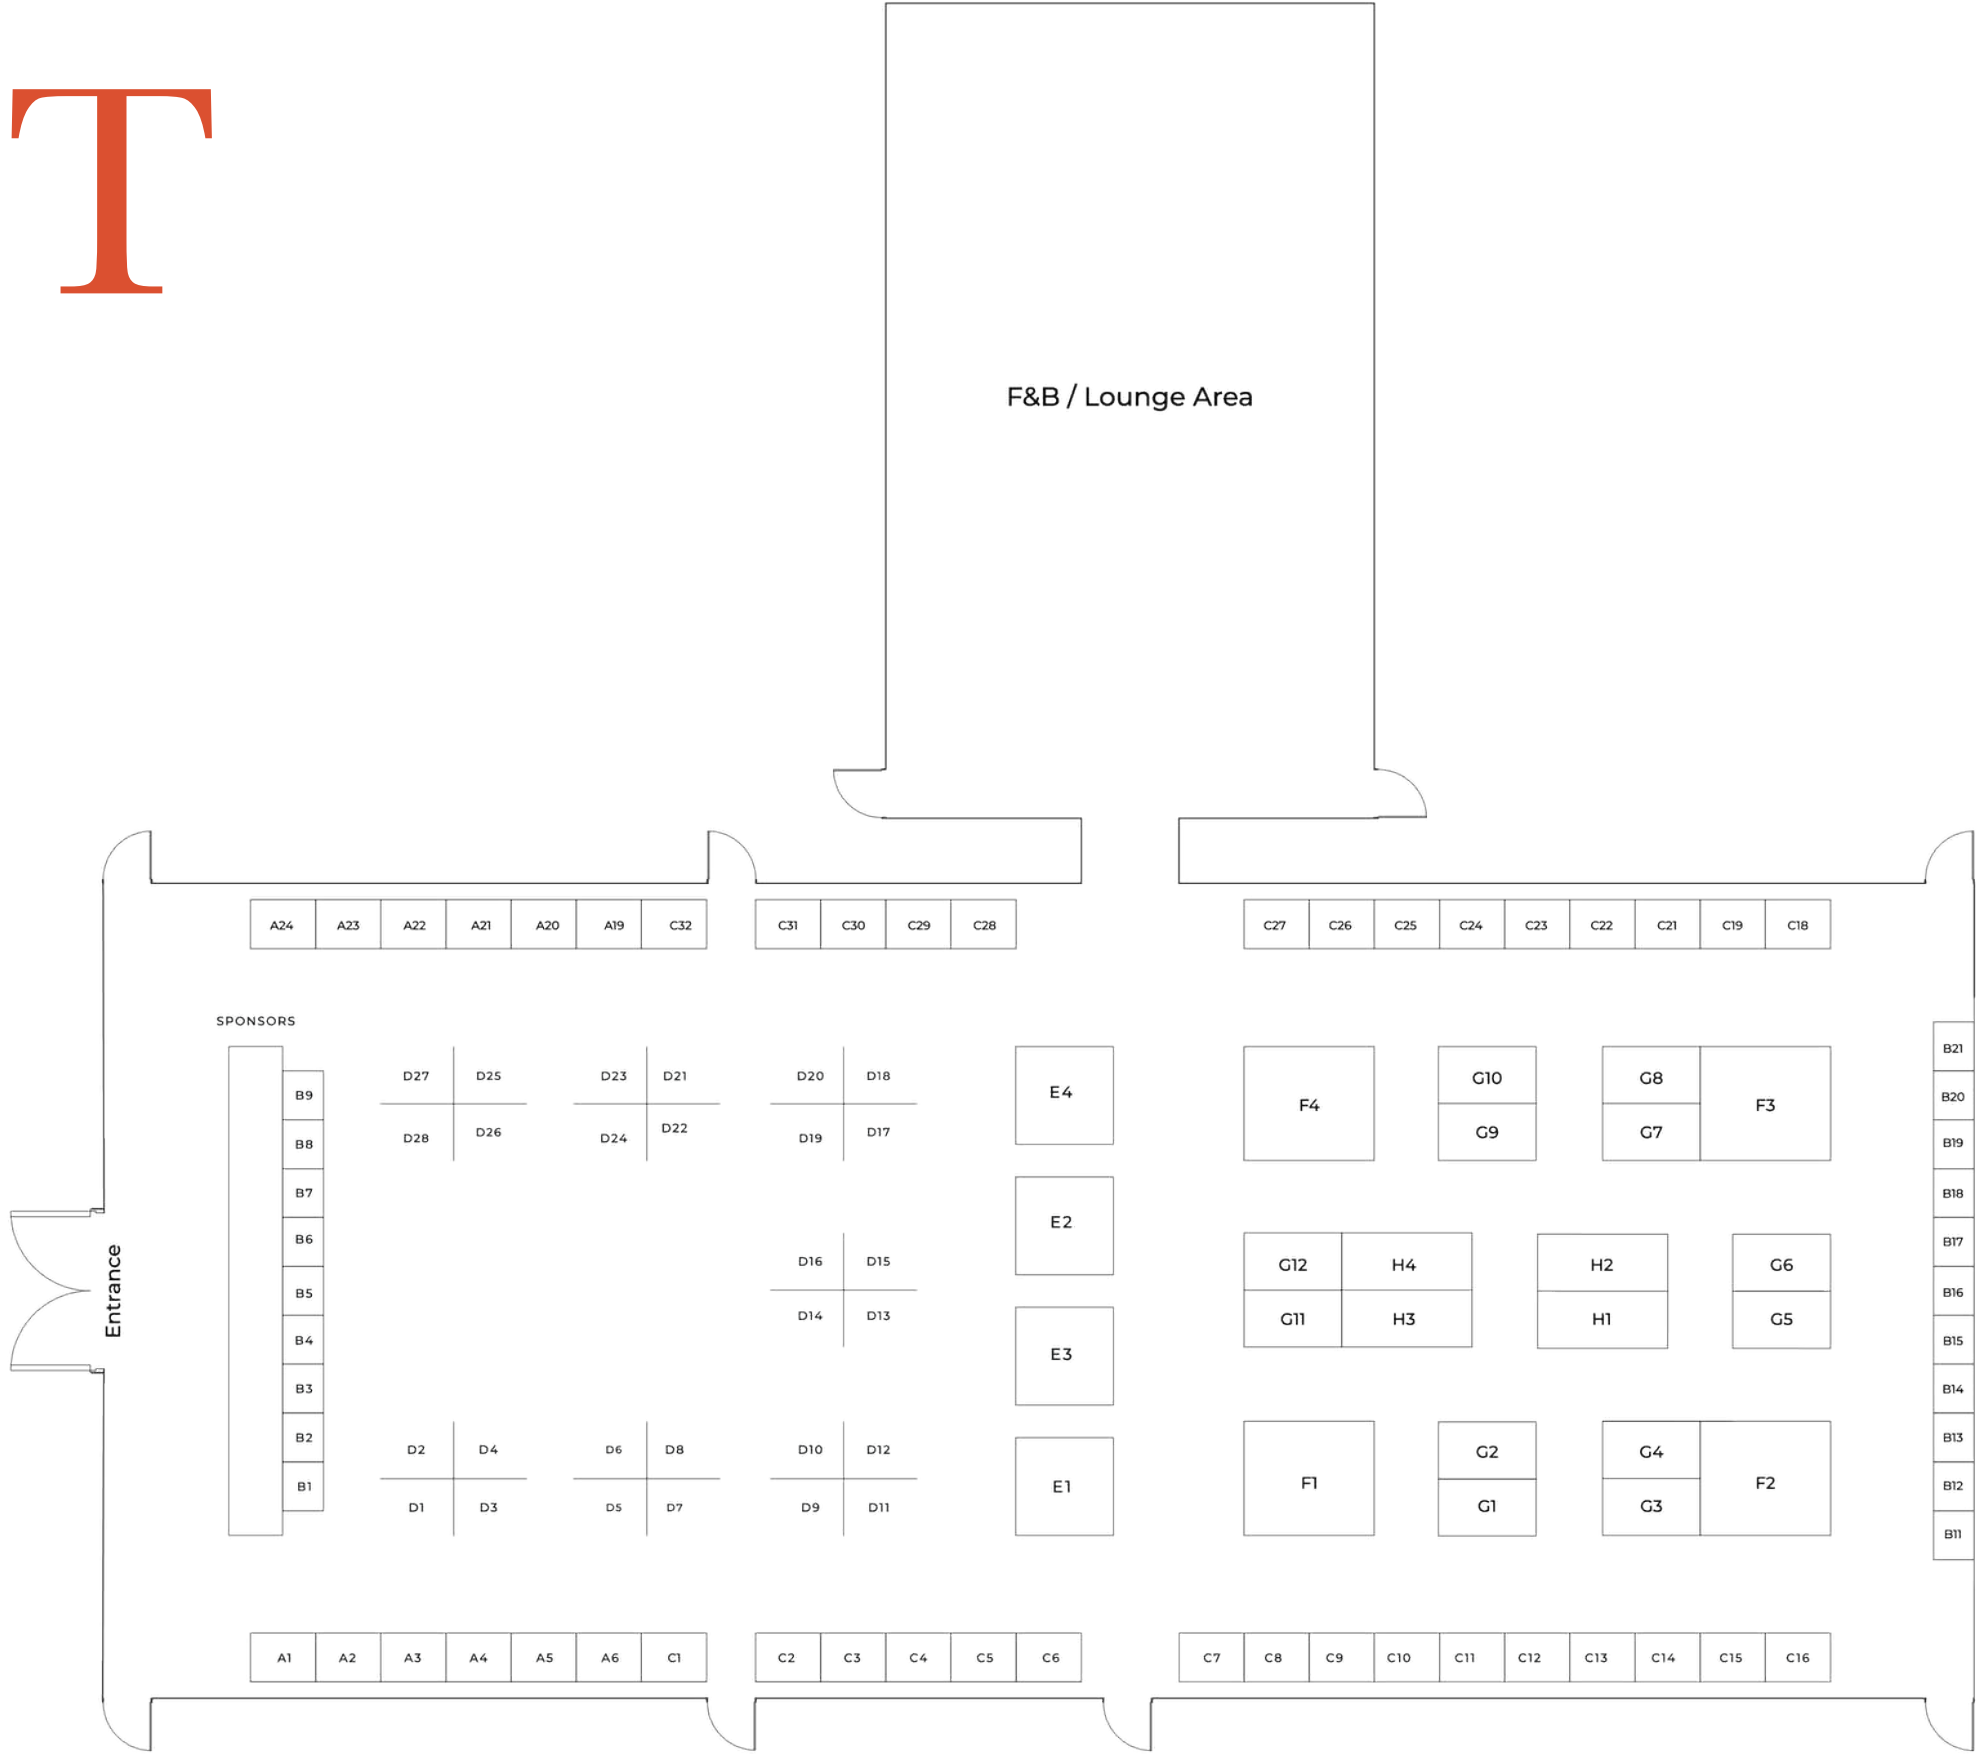 T
F&B / Lounge Area
A24 A23 A22 A21 A20 A19 C32 C31 C30 C29 C28 C27 C26 C25 C24 C23 C22 C21 C19 C18
SPONSORS
B21
D27 D25 D23 D21 D20 D18
E4
G10 G8
B9
F4 F3
B20
D28 D26 D24 D22 D19 D17
G9 G7
B8
B19
B7
B18
E2
B6
B17
D16 D15
G12 H4 H2 G6
Entrance
B5
B16
D14 D13
G11 H3 H1 G5
B4
B15
E3
B3
B14
B2
B13
D2 D4 D6 D8 D10 D12
G2 G4
B1
E1
F1 F2
B12
D1 D3 D5 D7 D9 D11
G1 G3
B11
A1 A2 A3 A4 A5 A6 C1 C2 C3 C4 C5 C6 C7 C8 C9 C10 C11 C12 C13 C14 C15 C16